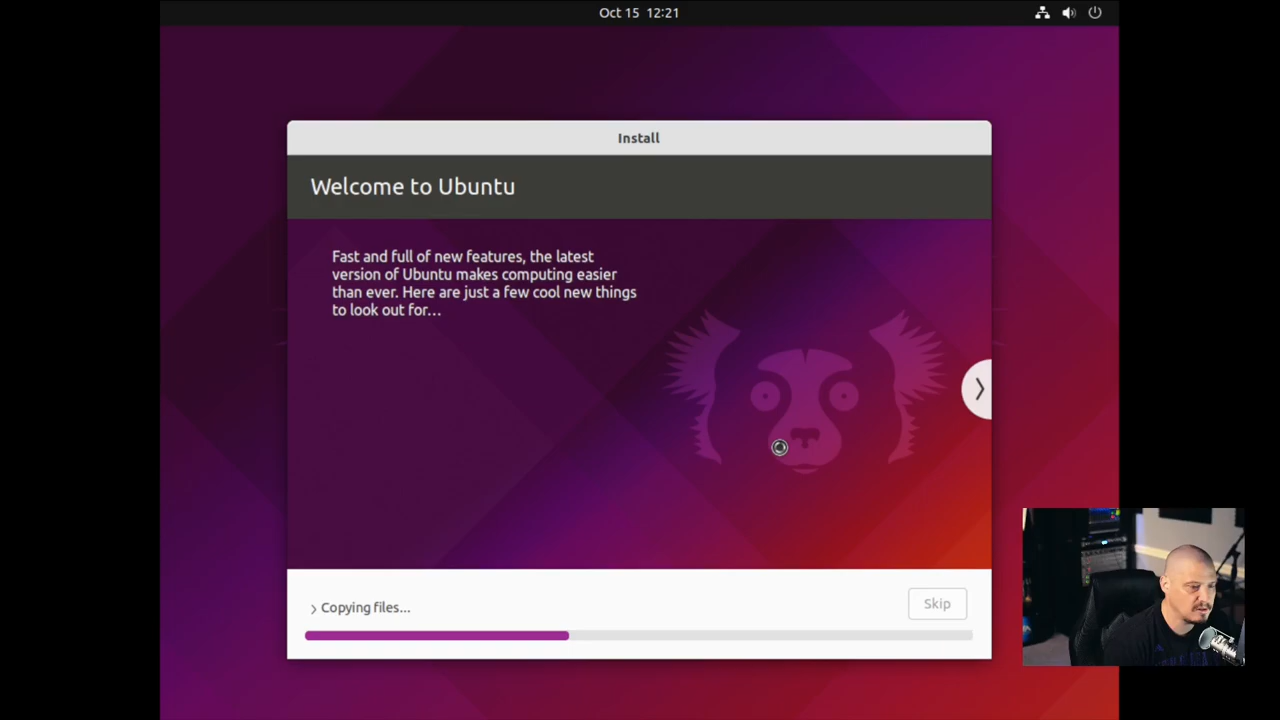 Oct 15 12:21
Install
Welcome to Ubuntu
Fast and full of new features, the latest
version of Ubuntu makes computing easier
than ever. Here are just a few cool new things
to look out for...
Copying files...
Skip